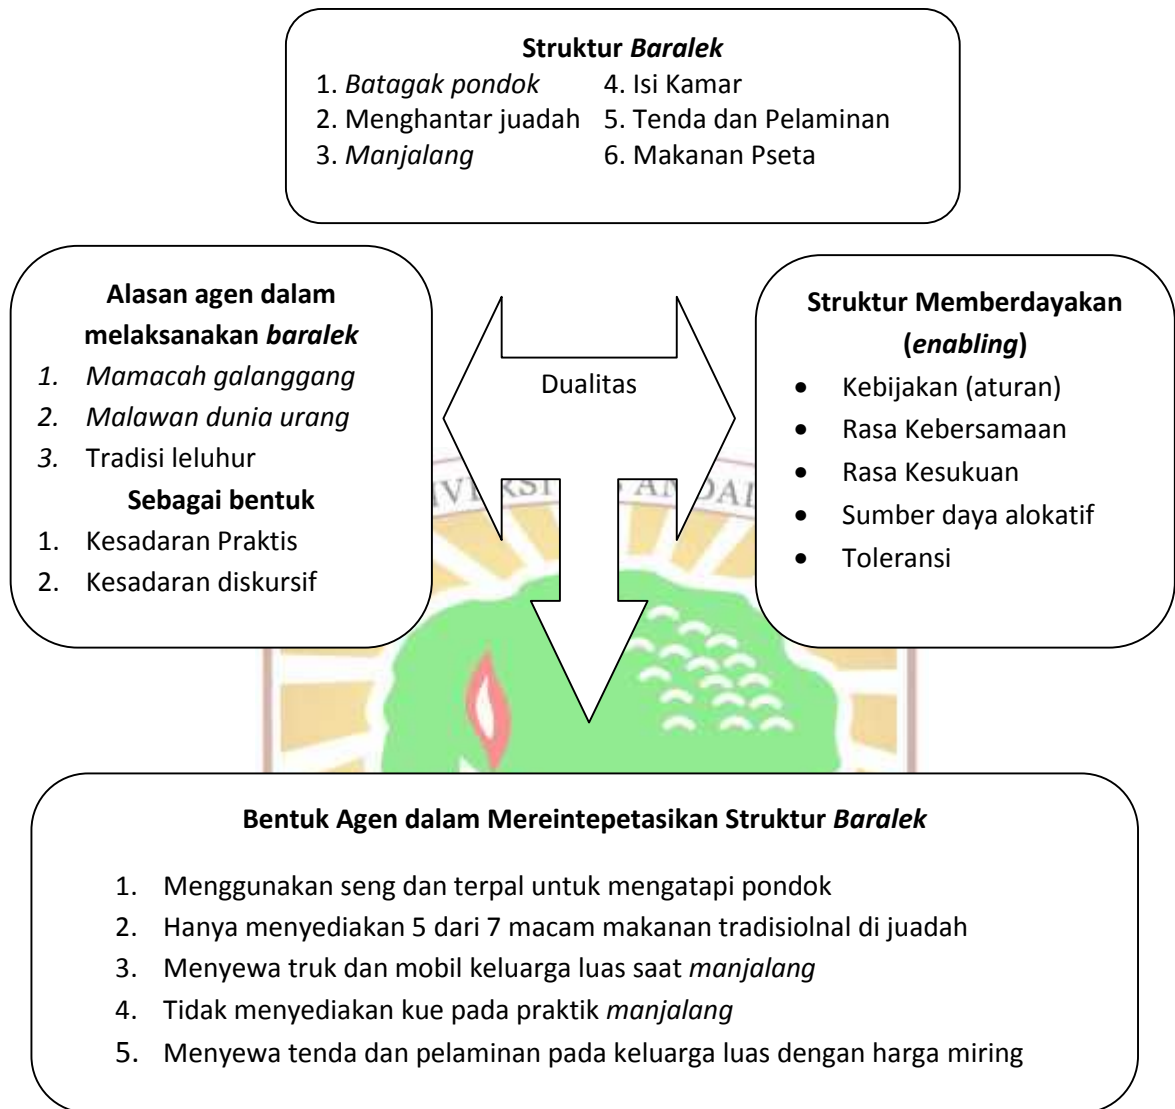 Struktur Baralek
1. Batagak pondok 4. Isi Kamar
2. Menghantar juadah 5. Tenda dan Pelaminan
3. Manjalang 6. Makanan Pseta
Alasan agen dalam
melaksanakan baralek
1. Mamacah galanggang
2. Malawan dunia urang
3. Tradisi leluhur
Sebagai bentuk
1. Kesadaran Praktis
2. Kesadaran diskursif
Dualitas
Struktur Memberdayakan
(enabling)
• Kebijakan (aturan)
• Rasa Kebersamaan
• Rasa Kesukuan
• Sumber daya alokatif
• Toleransi
Bentuk Agen dalam Mereintepetasikan Struktur Baralek
1. Menggunakan seng dan terpal untuk mengatapi pondok
2. Hanya menyediakan 5 dari 7 macam makanan tradisiolnal di juadah
3. Menyewa truk dan mobil keluarga luas saat manjalang
4. Tidak menyediakan kue pada praktik manjalang
5. Menyewa tenda dan pelaminan pada keluarga luas dengan harga miring